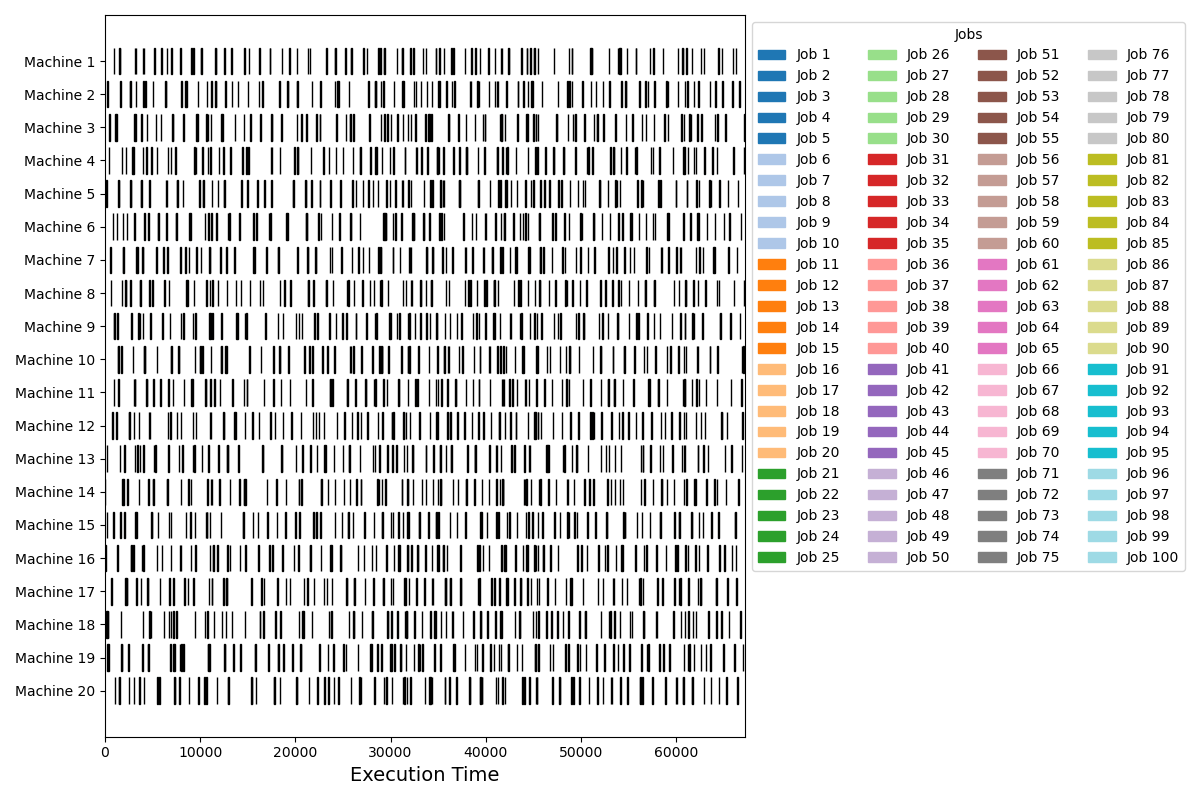 Machine 1
Machine 2
Machine 3
Machine 4
Machine 5
Machine 6
Machine 7
Machine 8
Machine 9
Machine 10
Machine 11
Machine 12
Machine 13
Machine 14
Machine 15
Machine 16
Machine 17
Machine 18
Machine 19
Machine 20
0 10000 20000 30000 40000 50000 60000
Execution Time
Jobs
Job 1 Job 26 Job 51 Job 76
Job 2 Job 27 Job 52 Job 77
Job 3 Job 28 Job 53 Job 78
Job 4 Job 29 Job 54 Job 79
Job 5 Job 30 Job 55 Job 80
Job 6 Job 31 Job 56 Job 81
Job 7 Job 32 Job 57 Job 82
Job 8 Job 33 Job 58 Job 83
Job 9 Job 34 Job 59 Job 84
Job 10 Job 35 Job 60 Job 85
Job 11 Job 36 Job 61 Job 86
Job 12 Job 37 Job 62 Job 87
Job 13 Job 38 Job 63 Job 88
Job 14 Job 39 Job 64 Job 89
Job 15 Job 40 Job 65 Job 90
Job 16 Job 41 Job 66 Job 91
Job 17 Job 42 Job 67 Job 92
Job 18 Job 43 Job 68 Job 93
Job 19 Job 44 Job 69 Job 94
Job 20 Job 45 Job 70 Job 95
Job 21 Job 46 Job 71 Job 96
Job 22 Job 47 Job 72 Job 97
Job 23 Job 48 Job 73 Job 98
Job 24 Job 49 Job 74 Job 99
Job 25 Job 50 Job 75 Job 100